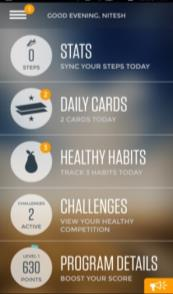 1
GOOD EVENING, NITESH
0
STEPS
STATS
SYNC YOUR STEPS TODAY
2
DAILY CARDS
2 CARDS TODAY
3
HEALTHY HABITS
TRACK 3 HABITS TODAY
CHALLENGES
2
ACTIVE
CHALLENGES
VIEW YOUR HEALTHY
COMPETITION
LEVEL 1
630
POINTS
PROGRAM DETAILS
BOOST YOUR SCORE